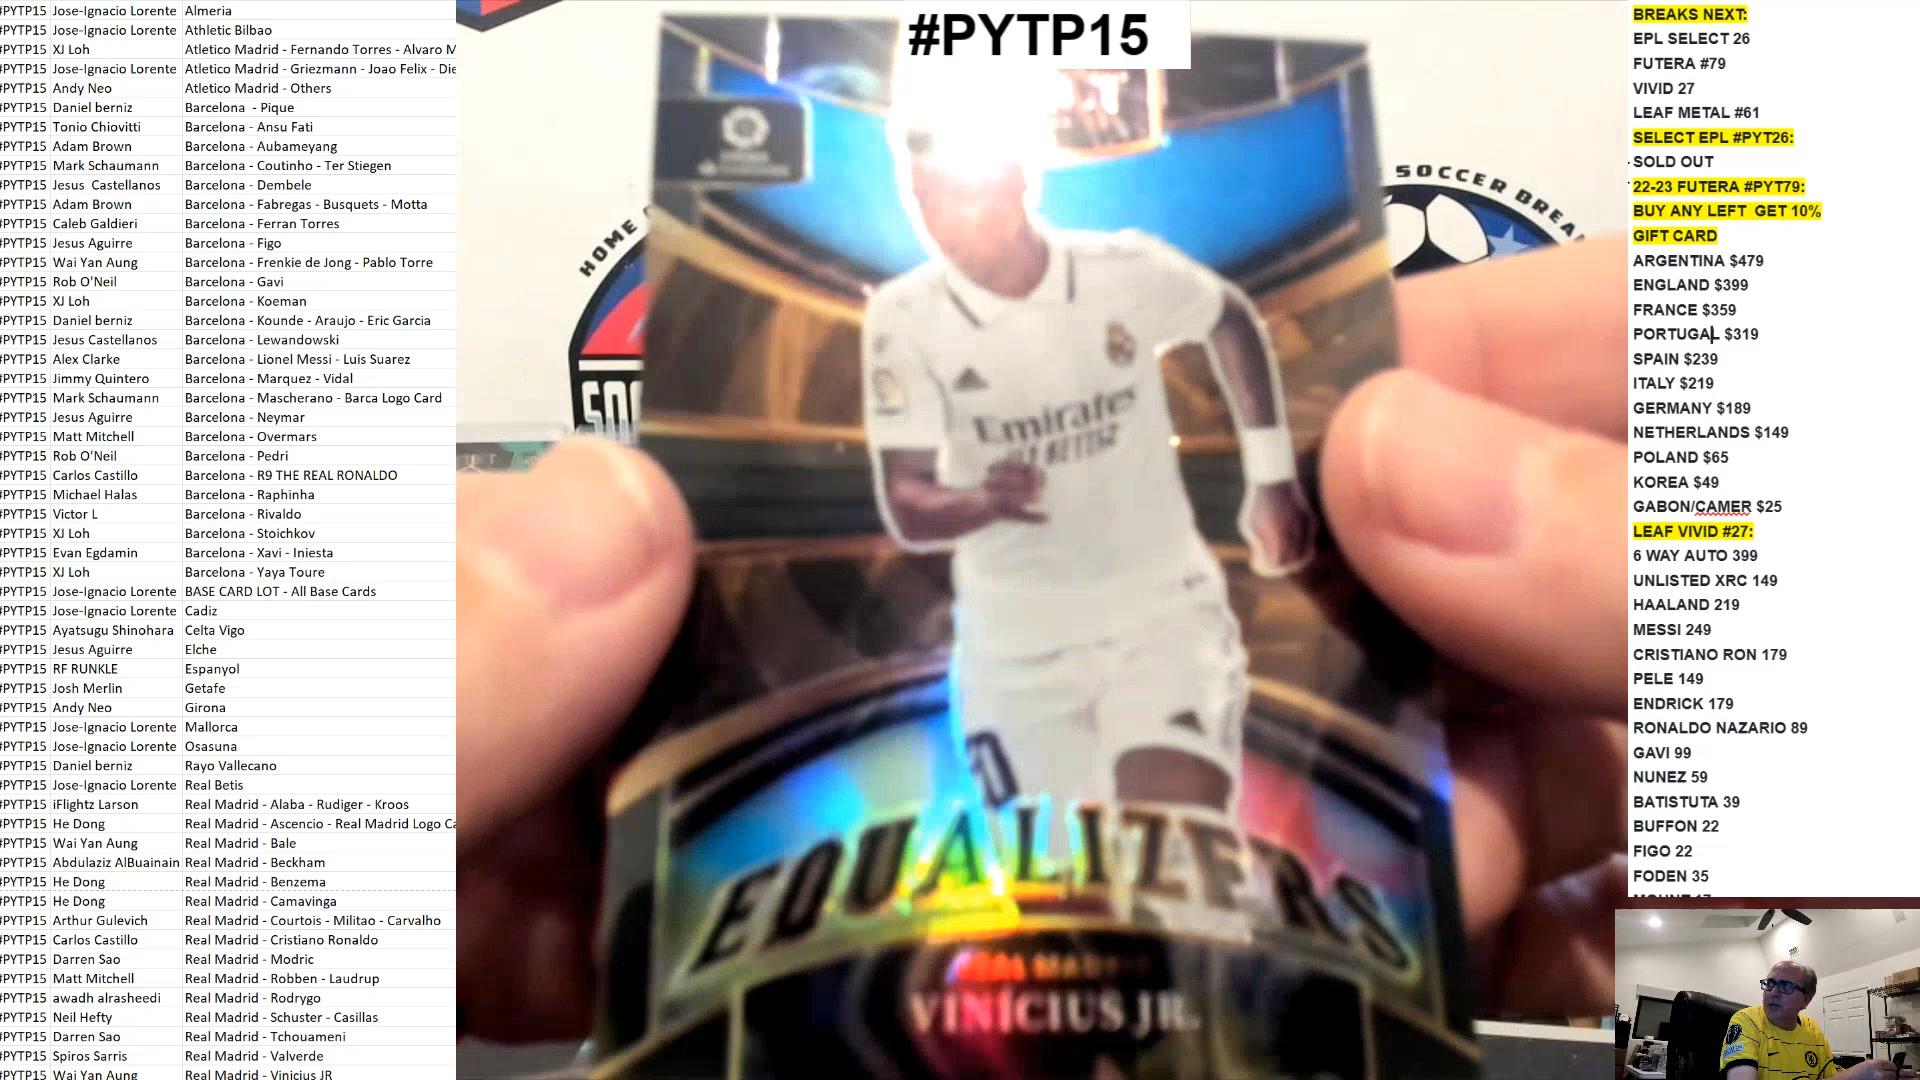 #PYTP15 Jose-Ignacio Lorente Almeria
#PYTP15 Jose-Ignacio Lorente Athletic Bilbao
#PYTP15 XJ Loh Atletico Madrid - Fernando Torres - Alvaro M
#PYTP15 Jose-Ignacio Lorente Atletico Madrid - Griezmann - Joao Felix - Die
#PYTP15 Andy Neo Atletico Madrid - Others
#PYTP15 Daniel berniz Barcelona - Pique
#PYTP15 Tonio Chiovitti Barcelona - Ansu Fati
#PYTP15 Adam Brown Barcelona - Aubameyang
#PYTP15 Mark Schaumann Barcelona - Coutinho - Ter Stiegen
#PYTP15 Jesus Castellanos Barcelona - Dembele
#PYTP15 Adam Brown Barcelona - Fabregas - Busquets - Motta
#PYTP15 Caleb Galdieri Barcelona - Ferran Torres
#PYTP15 Jesus Aguirre Barcelona - Figo
#PYTP15 Wai Yan Aung Barcelona - Frenkie de Jong - Pablo Torre
#PYTP15 Rob O'Neil Barcelona - Gavi
#PYTP15 XJ Loh Barcelona - Koeman
#PYTP15 Daniel berniz Barcelona - Kounde - Araujo - Eric Garcia
#PYTP15 Jesus Castellanos Barcelona - Lewandowski
#PYTP15 Alex Clarke Barcelona - Lionel Messi - Luis Suarez
#PYTP15 Jimmy Quintero Barcelona - Marquez - Vidal
#PYTP15 Mark Schaumann Barcelona - Mascherano - Barca Logo Card
#PYTP15 Jesus Aguirre Barcelona - Neymar
#PYTP15 Matt Mitchell Barcelona - Overmars
#PYTP15 Rob O'Neil Barcelona - Pedri
#PYTP15 Carlos Castillo Barcelona - R9 THE REAL RONALDO
#PYTP15 Michael Halas Barcelona - Raphinha
#PYTP15 Victor L Barcelona - Rivaldo
#PYTP15 XJ Loh Barcelona - Stoichkov
#PYTP15 Evan Egdamin Barcelona - Xavi - Iniesta
#PYTP15 XJ Loh Barcelona - Yaya Toure
#PYTP15 Jose-Ignacio Lorente BASE CARD LOT - All Base Cards
#PYTP15 Jose-Ignacio Lorente Cadiz
#PYTP15 Ayatsugu Shinohara Celta Vigo
#PYTP15 Jesus Aguirre Elche
#PYTP15 RF RUNKLE Espanyol
#PYTP15 Josh Merlin Getafe
#PYTP15 Andy Neo Girona
#PYTP15 Jose-Ignacio Lorente Mallorca
#PYTP15 Jose-Ignacio Lorente Osasuna
#PYTP15 Daniel berniz Rayo Vallecano
#PYTP15 Jose-Ignacio Lorente Real Betis
#PYTP15 iFlightz Larson Real Madrid - Alaba - Rudiger - Kroos
#PYTP15 He Dong Real Madrid - Ascencio - Real Madrid Logo Ca
#PYTP15 Wai Yan Aung Real Madrid - Bale
#PYTP15 Abdulaziz AlBuainain Real Madrid - Beckham
#PYTP15 He Dong Real Madrid - Benzema
#PYTP15 He Dong Real Madrid - Camavinga
#PYTP15 Arthur Gulevich Real Madrid - Courtois - Militao - Carvalho
#PYTP15 Carlos Castillo Real Madrid - Cristiano Ronaldo
#PYTP15 Darren Sao Real Madrid - Modric
#PYTP15 Matt Mitchell Real Madrid - Robben - Laudrup
#PYTP15 awadh alrasheedi Real Madrid - Rodrygo
#PYTP15 Neil Hefty Real Madrid - Schuster - Casillas
#PYTP15 Darren Sao Real Madrid - Tchouameni
#PYTP15 Spiros Sarris Real Madrid - Valverde
#PYTP15 Wai Yan Aung Real Madrid - Vinicius JR
#PYTP15
HOME
SOCCER BREA
SOC
Emirates
FLY BETTER
EQUALIZERS
REAL MADRID
VINÍCIUS JR.
BREAKS NEXT:
EPL SELECT 26
FUTERA #79
VIVID 27
LEAF METAL #61
SELECT EPL #PYT26:
SOLD OUT
22-23 FUTERA #PYT79:
BUY ANY LEFT GET 10%
GIFT CARD
ARGENTINA $479
ENGLAND $399
FRANCE $359
PORTUGAL $319
SPAIN $239
ITALY $219
GERMANY $189
NETHERLANDS $149
POLAND $65
KOREA $49
GABON/CAMER $25
LEAF VIVID #27:
6 WAY AUTO 399
UNLISTED XRC 149
HAALAND 219
MESSI 249
CRISTIANO RON 179
PELE 149
ENDRICK 179
RONALDO NAZARIO 89
GAVI 99
NUNEZ 59
BATISTUTA 39
BUFFON 22
FIGO 22
FODEN 35